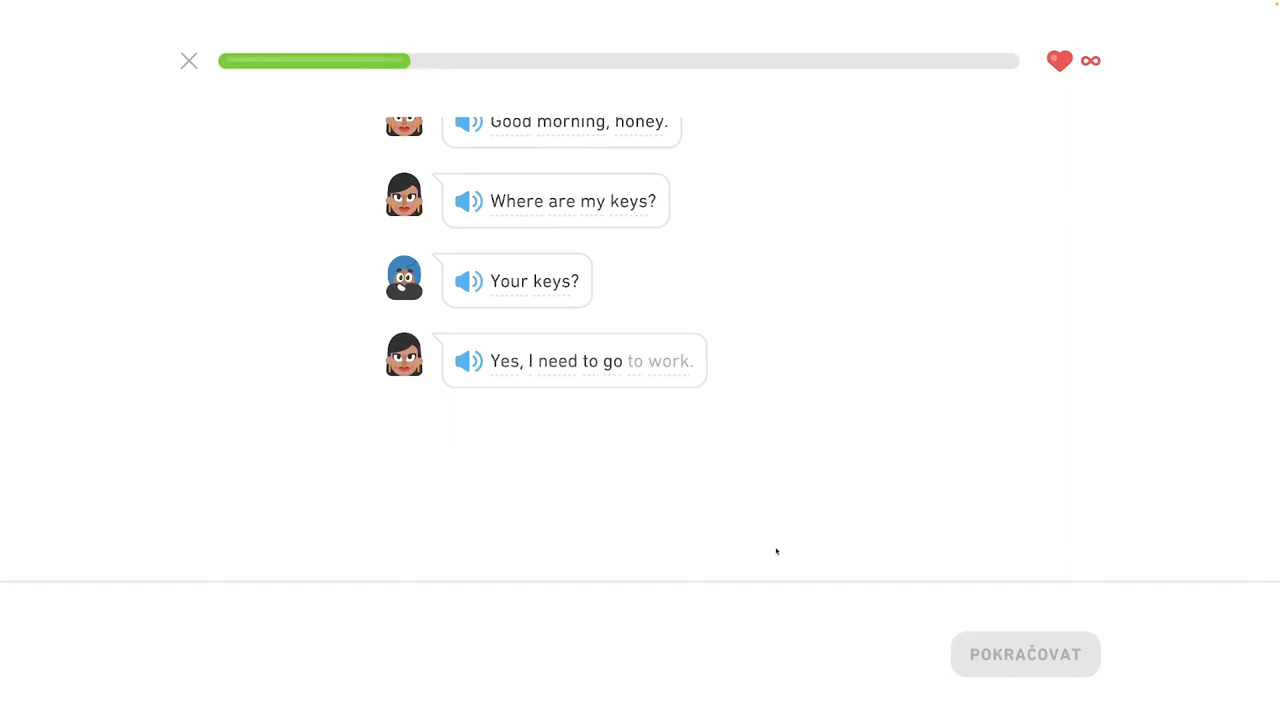 Good morning, honey.
Where are my keys?
Your keys?
Yes, I need to go to work.
POKRAČOVAT